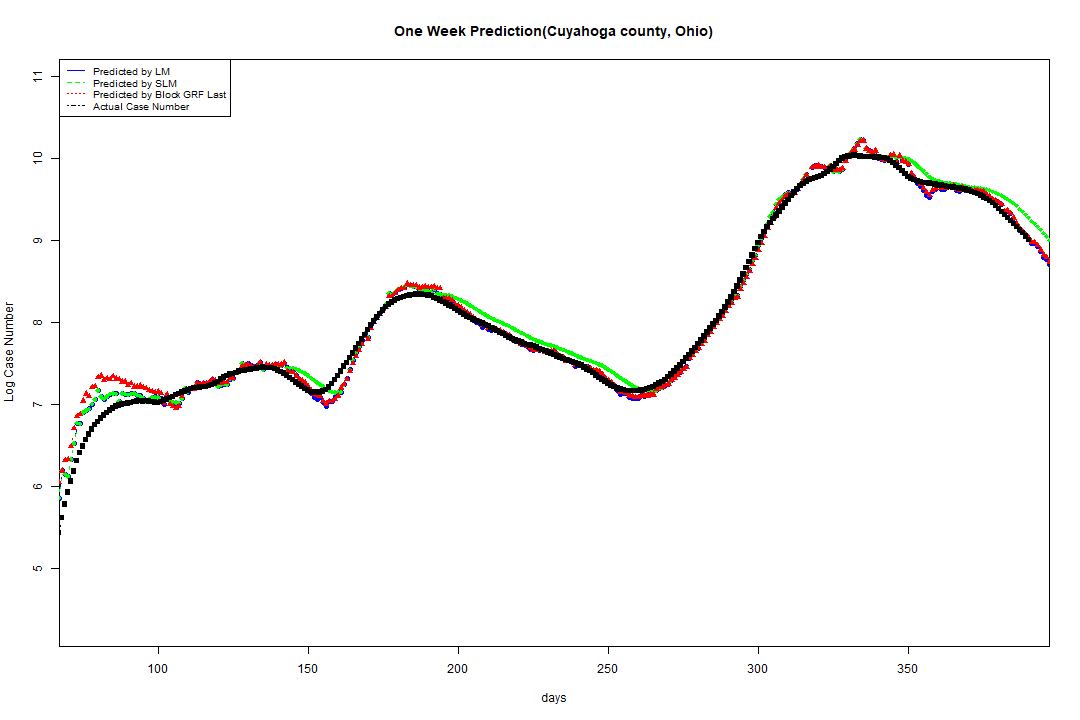 One Week Prediction(Cuyahoga county, Ohio)
Predicted by LM
Predicted by SLM
Predicted by Block GRF Last
Actual Case Number
11
10
9
8
7
6
5
Log Case Number
100 150 200 250 300 350
days